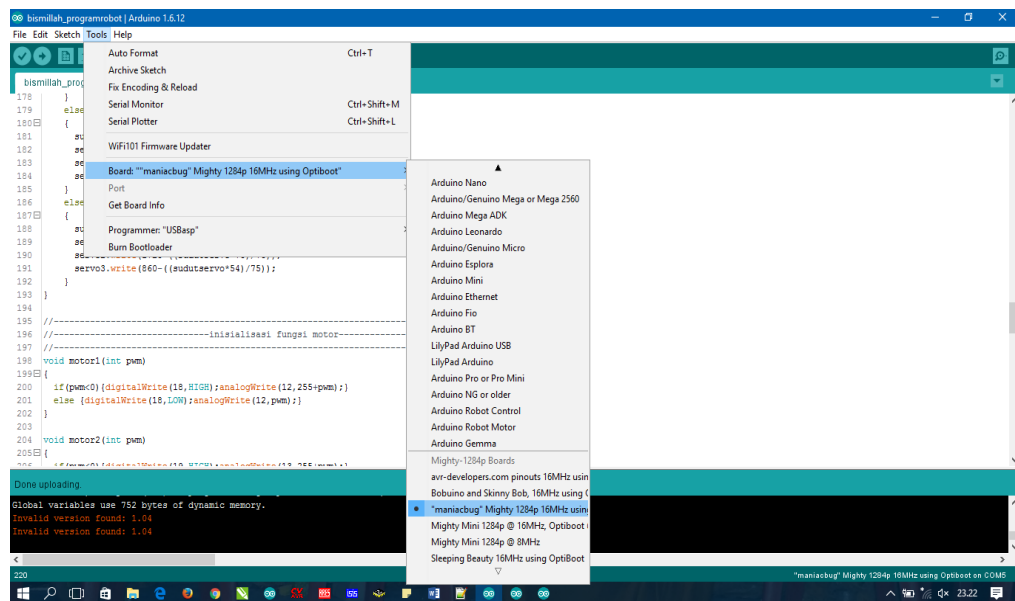 bismillah_programrobot | Arduino 1.6.12
File Edit Sketch Tools Help
Auto Format Ctrl+T
Archive Sketch
Fix Encoding & Reload
Serial Monitor Ctrl+Shift+M
Serial Plotter Ctrl+Shift+L
WiFi101 Firmware Updater
Board: ""maniacbug" Mighty 1284p 16MHz using Optiboot"
Port
Get Board Info
Programmer: "USBasp"
Burn Bootloader
bismillah_prog
178 }
179 else
180 {
181 su
182 se
183 se
184 se
185 }
186 else
187 {
188 su
189 se
190
191 servo3.write(860-((sudutservo*54)/75));
192 }
193 }
194
195 //--------------------------------------------------------------------
196 //------------------------------inisialisasi fungsi motor-------------
197 //--------------------------------------------------------------------
198 void motor1(int pwm)
199 {
200 if(pwm<0){digitalWrite(18,HIGH);analogWrite(12,255+pwm);}
201 else {digitalWrite(18,LOW);analogWrite(12,pwm);}
202 }
203
204 void motor2(int pwm)
205 {
Arduino Nano
Arduino/Genuino Mega or Mega 2560
Arduino Mega ADK
Arduino Leonardo
Arduino/Genuino Micro
Arduino Esplora
Arduino Mini
Arduino Ethernet
Arduino Fio
Arduino BT
LilyPad Arduino USB
LilyPad Arduino
Arduino Pro or Pro Mini
Arduino NG or older
Arduino Robot Control
Arduino Robot Motor
Arduino Gemma
Mighty-1284p Boards
avr-developers.com pinouts 16MHz usin
Bobuino and Skinny Bob, 16MHz using
"maniacbug" Mighty 1284p 16MHz usin
Mighty Mini 1284p @ 16MHz, Optiboot
Mighty Mini 1284p @ 8MHz
Sleeping Beauty 16MHz using OptiBoot
Done uploading.
Global variables use 752 bytes of dynamic memory.
Invalid version found: 1.04
Invalid version found: 1.04
220 "maniacbug" Mighty 1284p 16MHz using Optiboot on COM5
23.22